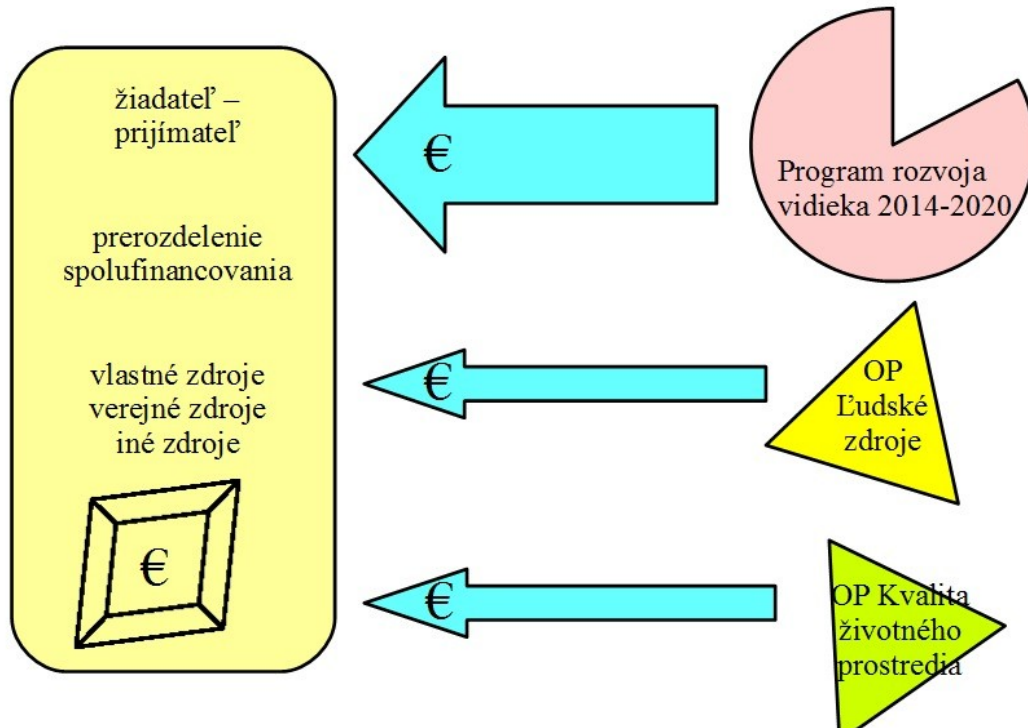 žiadateľ –
prijímateľ
prerozdelenie
spolufinancovania
vlastné zdroje
verejné zdroje
iné zdroje
€
€
Program rozvoja
vidieka 2014-2020
€
OP
Ľudské
zdroje
€
OP Kvalita
životného
prostredia